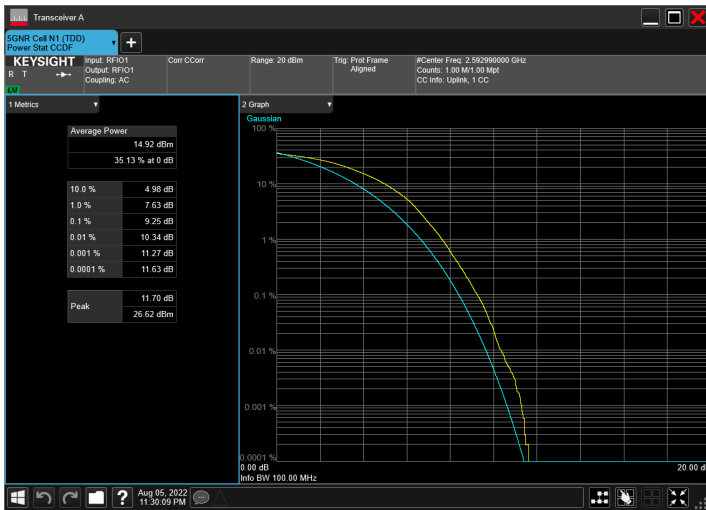 Transceiver A
5GNR Cell N1 (TDD)
Power Stat CCDF
KEYSIGHT
R T
LXI
Input: RFIO1
Output: RFIO1
Coupling: AC
Corr CCorr
Range: 20 dBm
Trig: Prot Frame
Aligned
#Center Freq: 2.592990000 GHz
Counts: 1.00 M/1.00 Mpt
CC Info: Uplink, 1 CC
1 Metrics
Average Power
14.92 dBm
35.13 % at 0 dB
10.0 % 4.98 dB
1.0 % 7.63 dB
0.1 % 9.25 dB
0.01 % 10.34 dB
0.001 % 11.27 dB
0.0001 % 11.63 dB
Peak
11.70 dB
26.62 dBm
2 Graph
Gaussian
100 %
10 %
1 %
0.1 %
0.01 %
0.001 %
0.0001 %
0.00 dB
20.00 d
Info BW 100.00 MHz
?
Aug 05, 2022
11:30:09 PM